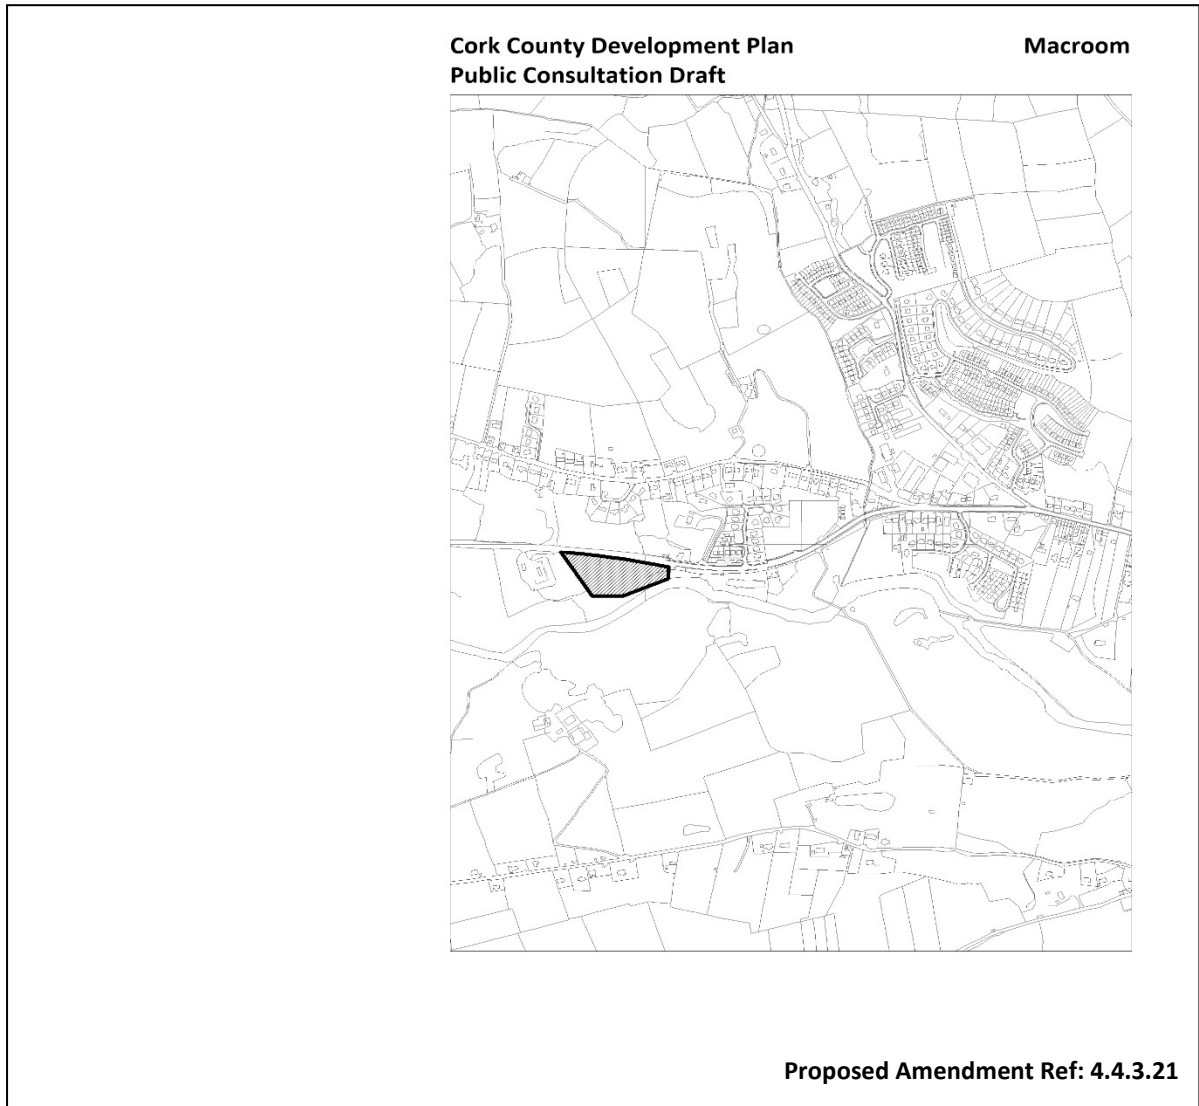 Cork County Development Plan Macroom
Public Consultation Draft
Proposed Amendment Ref: 4.4.3.21